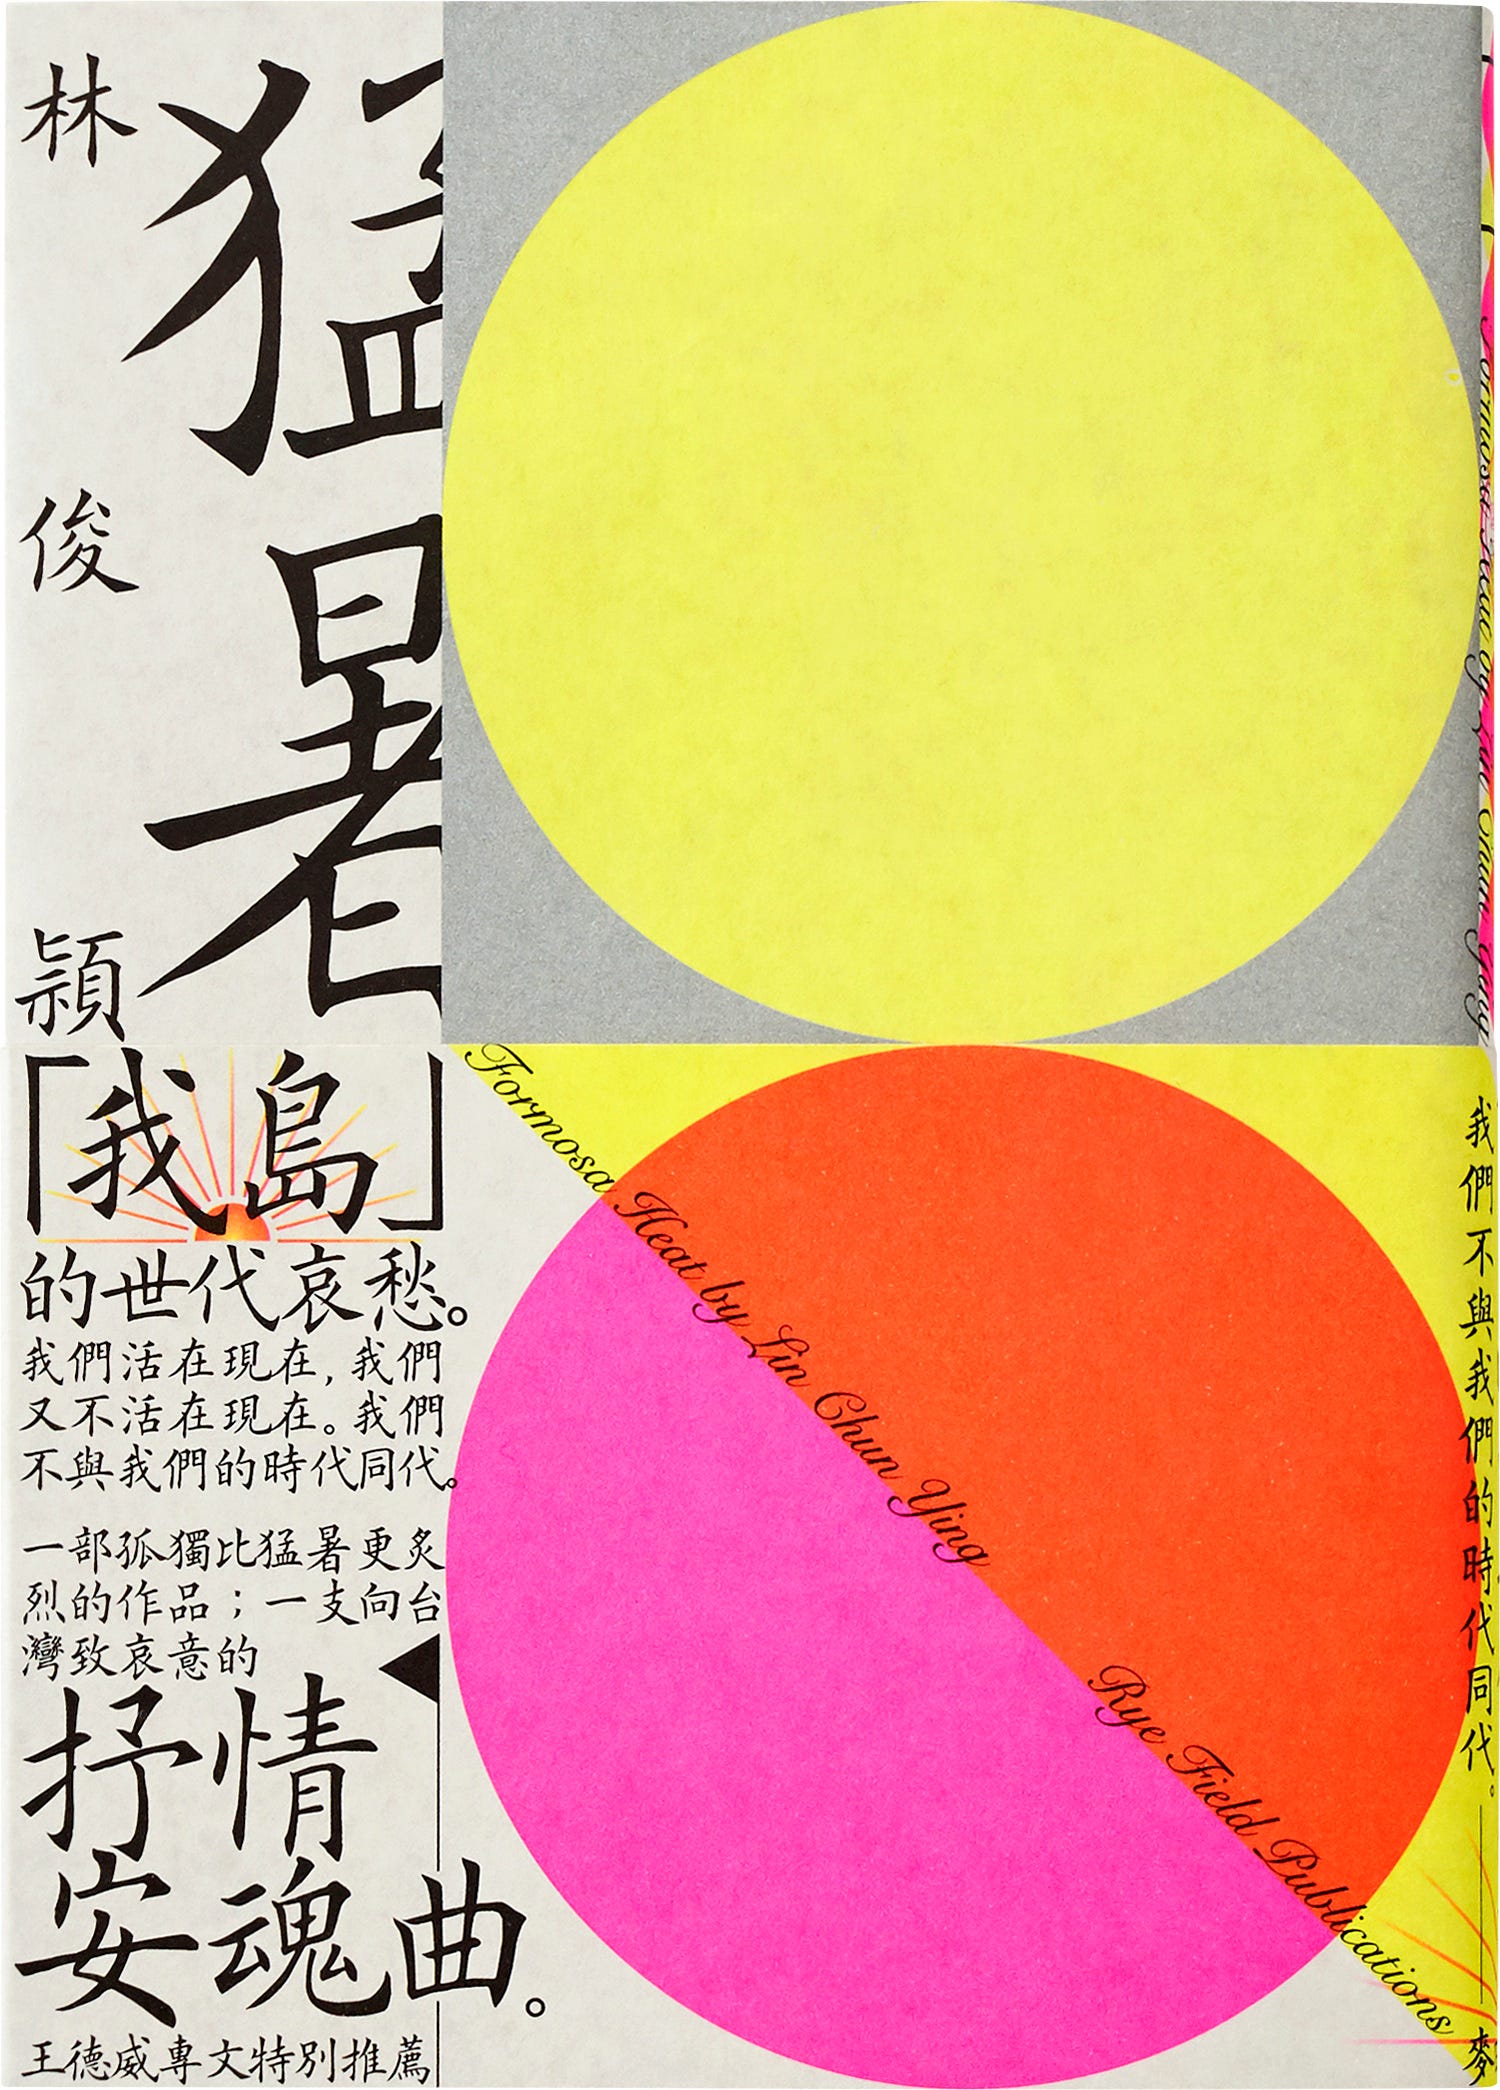 林俊頴
猛暑
「我島」
的世代哀愁。
我們活在現在，我們
又不活在現在。我們
不與我們的時代同代。
一部孤獨比猛暑更炙
烈的作品；一支向台
灣致哀意的
抒情
安魂曲。
王德威專文特別推薦
Formosa Heat by Lin Chun Ying
Rye Field Publications
Formosa Heat by Lin Chun Ying
我們不與我們的時代同代。
麥